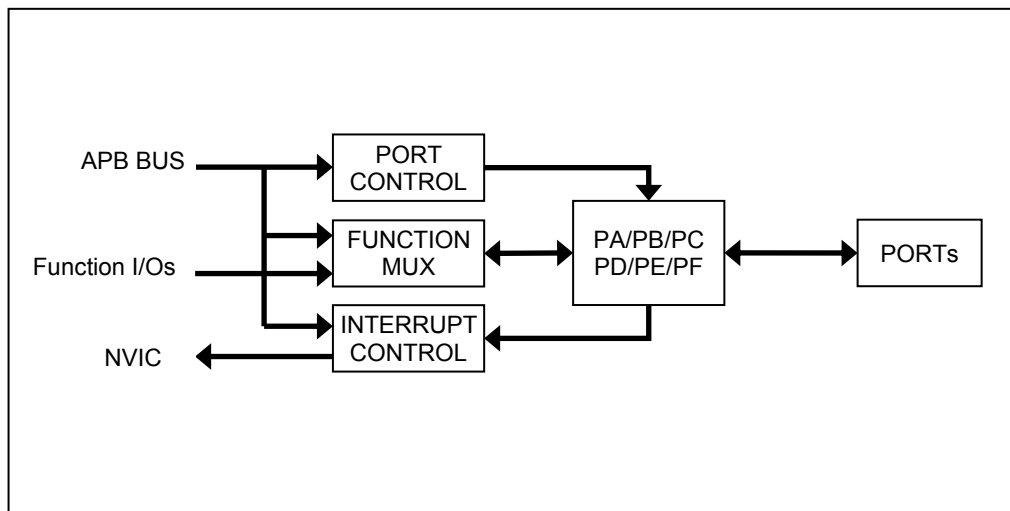 APB BUS
PORT
CONTROL
Function I/Os
FUNCTION
MUX
NVIC
INTERRUPT
CONTROL
PA/PB/PC
PD/PE/PF
PORTs